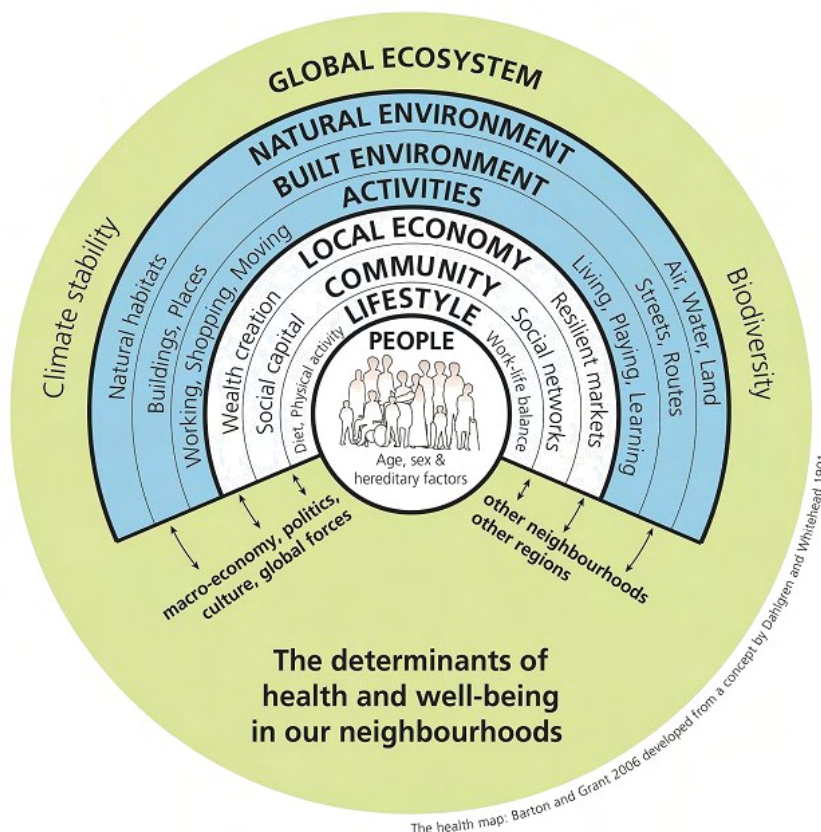 GLOBAL ECOSYSTEM
NATURAL ENVIRONMENT
BUILT ENVIRONMENT
ACTIVITIES
LOCAL ECONOMY
COMMUNITY
LIFESTYLE
PEOPLE
Age, sex &
hereditary factors
Climate stability
Natural habitats
Buildings, Places
Working, Shopping, Moving
Wealth creation
Social capital
Diet, Physical activity
Work-life balance
Social networks
Resilient markets
Living, Playing, Learning
Streets, Routes
Air, Water, Land
Biodiversity
macro-economy, politics,
culture, global forces
other neighbourhoods
other regions
The determinants of
health and well-being
in our neighbourhoods
The health map: Barton and Grant 2006 developed from a concept by Dahlgren and Whitehead